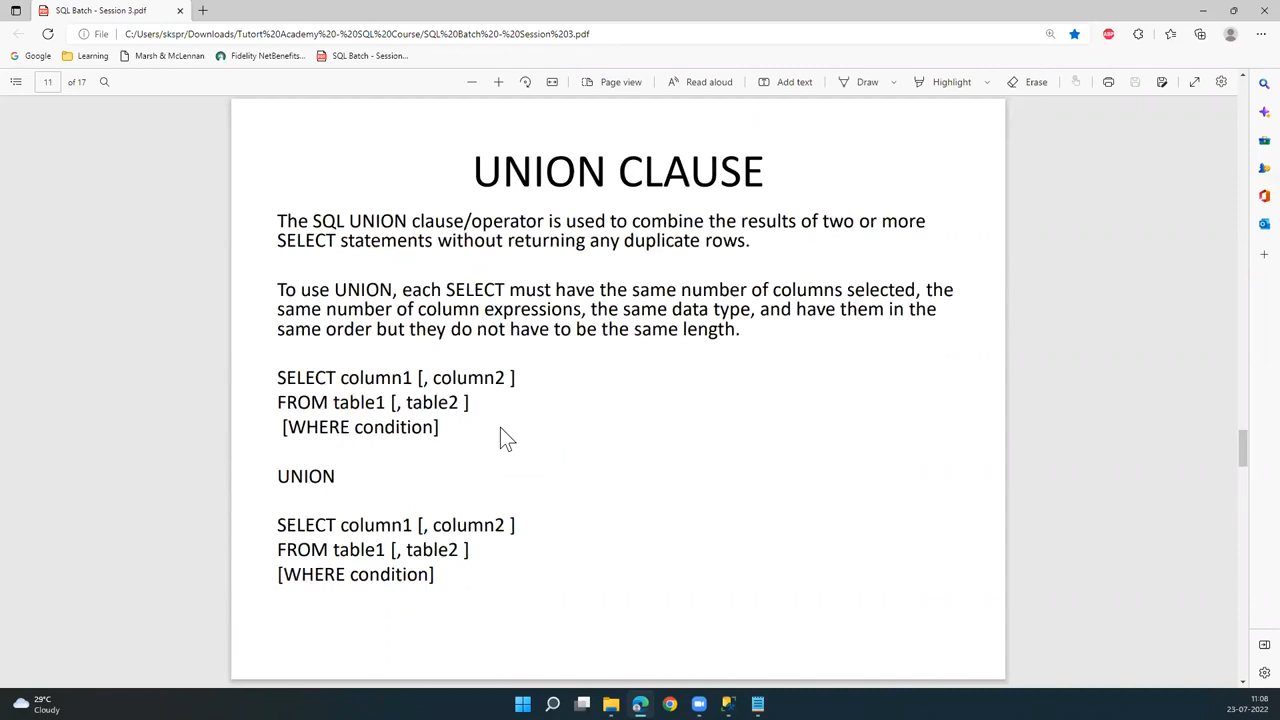 SQL Batch - Session 3.pdf
File C:/Users/skspr/Downloads/Tutort%20Academy%20-%20SQL%20Course/SQL%20Batch%20-%20Session%203.pdf
Google Learning Marsh & McLennan Fidelity NetBenefits... SQL Batch - Session...
11 of 17 Page view Read aloud Add text Draw Highlight Erase
UNION CLAUSE
The SQL UNION clause/operator is used to combine the results of two or more
SELECT statements without returning any duplicate rows.
To use UNION, each SELECT must have the same number of columns selected, the
same number of column expressions, the same data type, and have them in the
same order but they do not have to be the same length.
SELECT column1 [, column2 ]
FROM table1 [, table2 ]
[WHERE condition]
UNION
SELECT column1 [, column2 ]
FROM table1 [, table2 ]
[WHERE condition]
29°C
Cloudy
11:08
23-07-2022